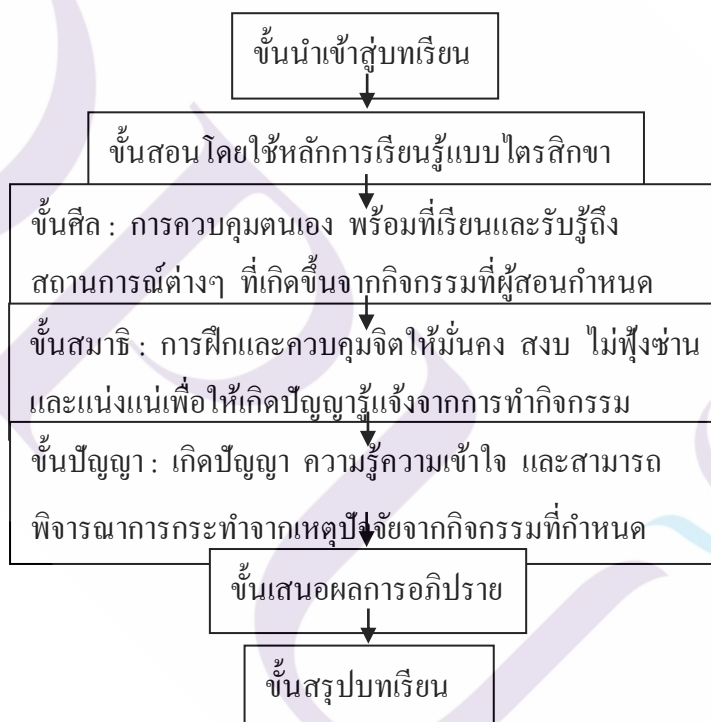 ขั้นนำเข้าสู่บทเรียน
ขั้นสอนโดยใช้หลักการเรียนรู้แบบไตรสิกขา
ขั้นศีล : การควบคุมตนเอง พร้อมที่เรียนและรับรู้ถึง
สถานการณ์ต่างๆ ที่เกิดขึ้นจากกิจกรรมที่ผู้สอนกำหนด
ขั้นสมาธิ : การฝึกและควบคุมจิตให้มั่นคง สงบ ไม่ฟุ้งซ่าน
และแน่งแน่เพื่อให้เกิดปัญญารู้แจ้งจากการทำกิจกรรม
ขั้นปัญญา : เกิดปัญญา ความรู้ความเข้าใจ และสามารถ
พิจารณาการกระทำจากเหตุปัจจัยจากกิจกรรมที่กำหนด
ขั้นเสนอผลการอภิปราย
ขั้นสรุปบทเรียน